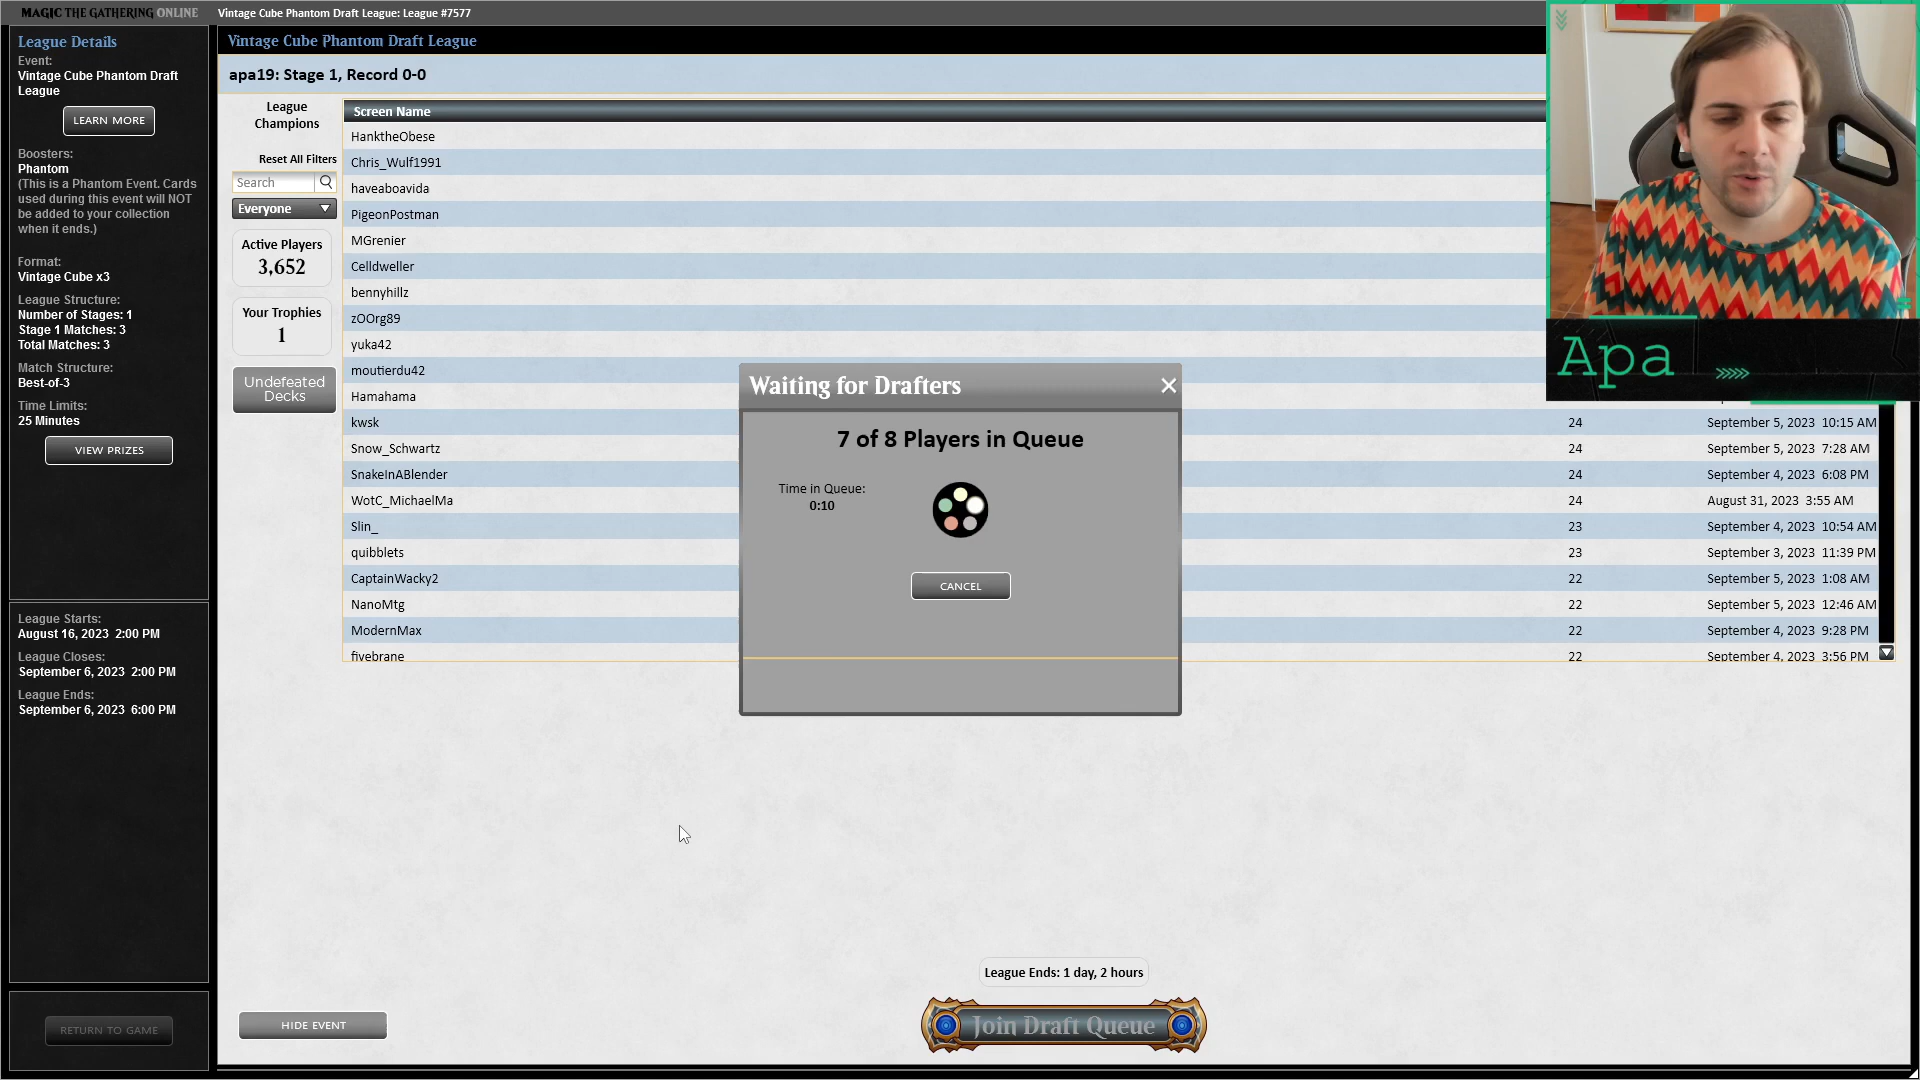 MAGIC THE GATHERING ONLINE
Vintage Cube Phantom Draft League: League #7577
League Details
Event:
Vintage Cube Phantom Draft
League
LEARN MORE
Boosters:
Phantom
(This is a Phantom Event. Cards
used during this event will NOT
be added to your collection
when it ends.)
Format:
Vintage Cube x3
League Structure:
Number of Stages: 1
Stage 1 Matches: 3
Total Matches: 3
Match Structure:
Best-of-3
Time Limits:
25 Minutes
VIEW PRIZES
League Starts:
August 16, 2023 2:00 PM
League Closes:
September 6, 2023 2:00 PM
League Ends:
September 6, 2023 6:00 PM
RETURN TO GAME
Vintage Cube Phantom Draft League
apa19: Stage 1, Record 0-0
League
Champions
Reset All Filters
Search
Everyone
Active Players
3,652
Your Trophies
1
Undefeated
Decks
Screen Name
HanktheObese
Chris_Wulf1991
haveaboavida
PigeonPostman
MGrenier
Celldweller
bennyhillz
zOOrg89
yuka42
moutierdu42
Hamahama
kwsk 24 September 5, 2023 10:15 AM
Snow_Schwartz 24 September 5, 2023 7:28 AM
SnakeInABlender 24 September 4, 2023 6:08 PM
WotC_MichaelMa 24 August 31, 2023 3:55 AM
Slin_ 23 September 4, 2023 10:54 AM
quibblets 23 September 3, 2023 11:39 PM
CaptainWacky2 22 September 5, 2023 1:08 AM
NanoMtg 22 September 5, 2023 12:46 AM
ModernMax 22 September 4, 2023 9:28 PM
fivebrane 22 September 4, 2023 3:56 PM
Waiting for Drafters
7 of 8 Players in Queue
Time in Queue:
0:10
CANCEL
Apa
League Ends: 1 day, 2 hours
HIDE EVENT
Join Draft Queue